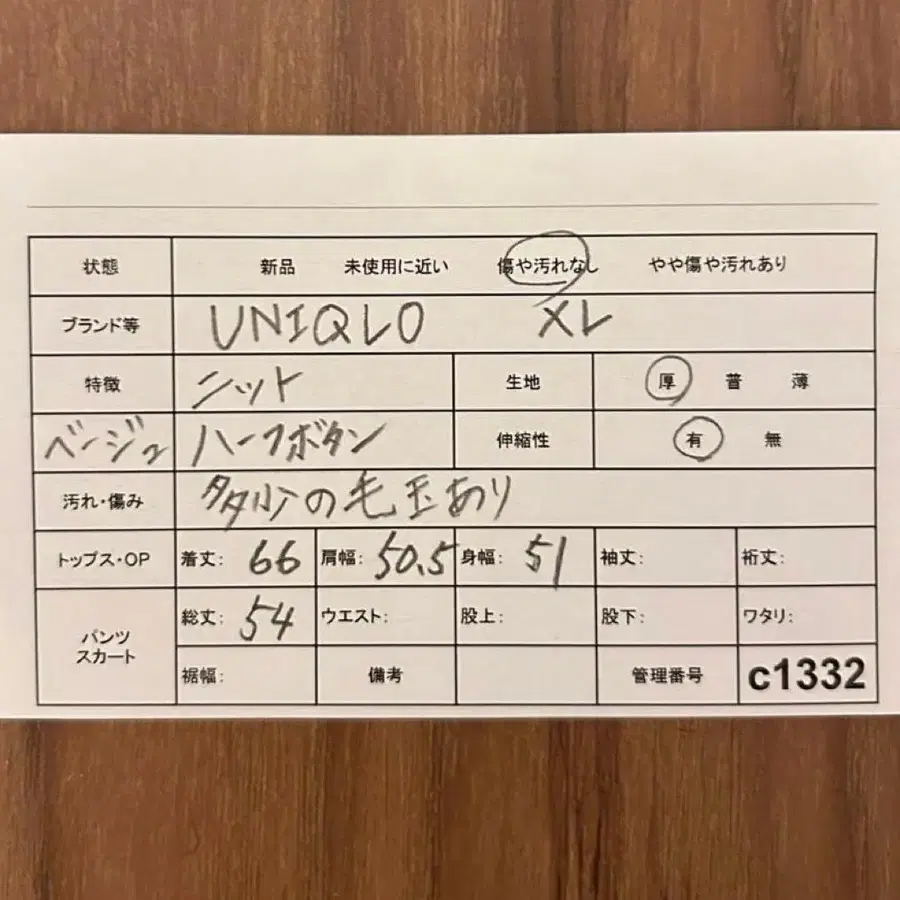 状態 新品 未使用に近い 傷や汚れなし やや傷や汚れあり
ブランド等 UNIQLO XL
特徴 ニット 生地 厚 普 薄
ベージュ ハーフボタン 伸縮性 有 無
汚れ・傷み 多少の毛玉あり
トップス・OP 着丈: 66 肩幅: 50.5 身幅: 51 袖丈: 裄丈:
パンツ スカート 総丈: 54 ウエスト: 股上: 股下: ワタリ:
裾幅: 備考 管理番号 c1332